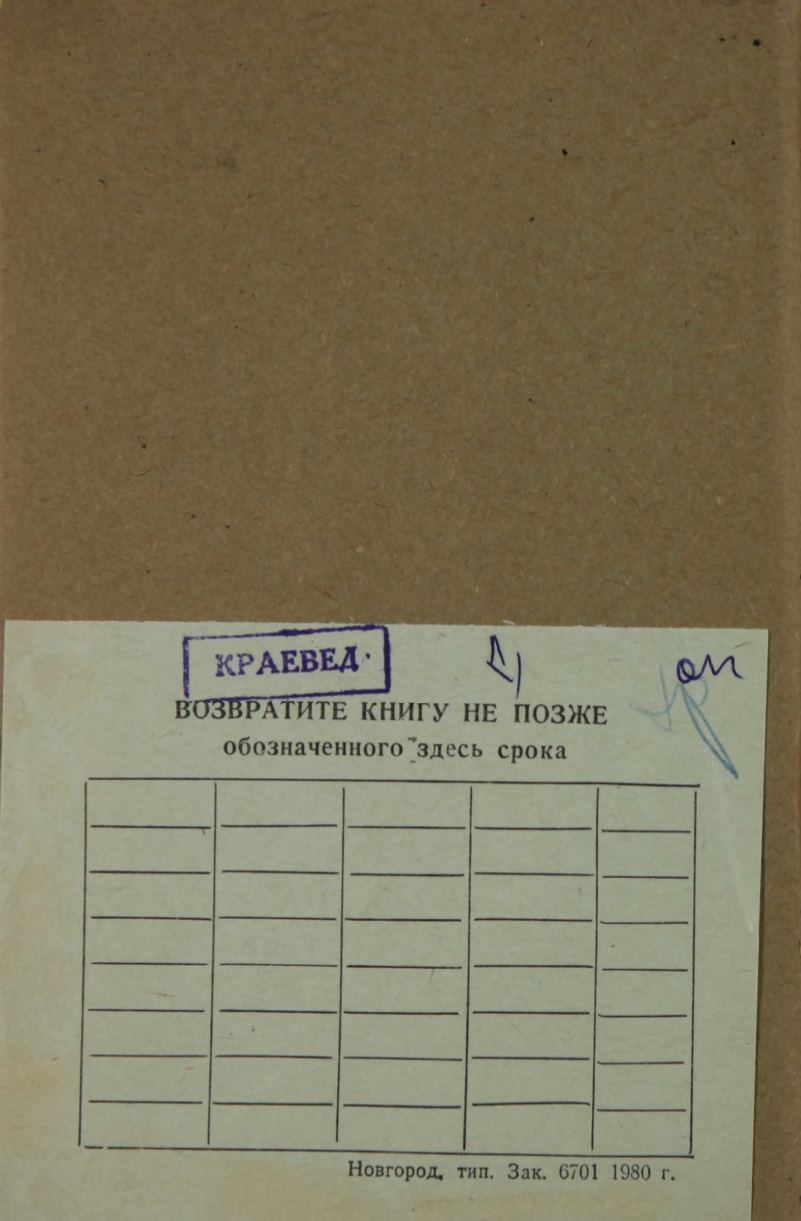 КРАЕВЕД.
ВОЗВРАТИТЕ КНИГУ НЕ ПОЗЖЕ
обозначенного здесь срока
Новгород, тип. Зак. 6701 1980 г.